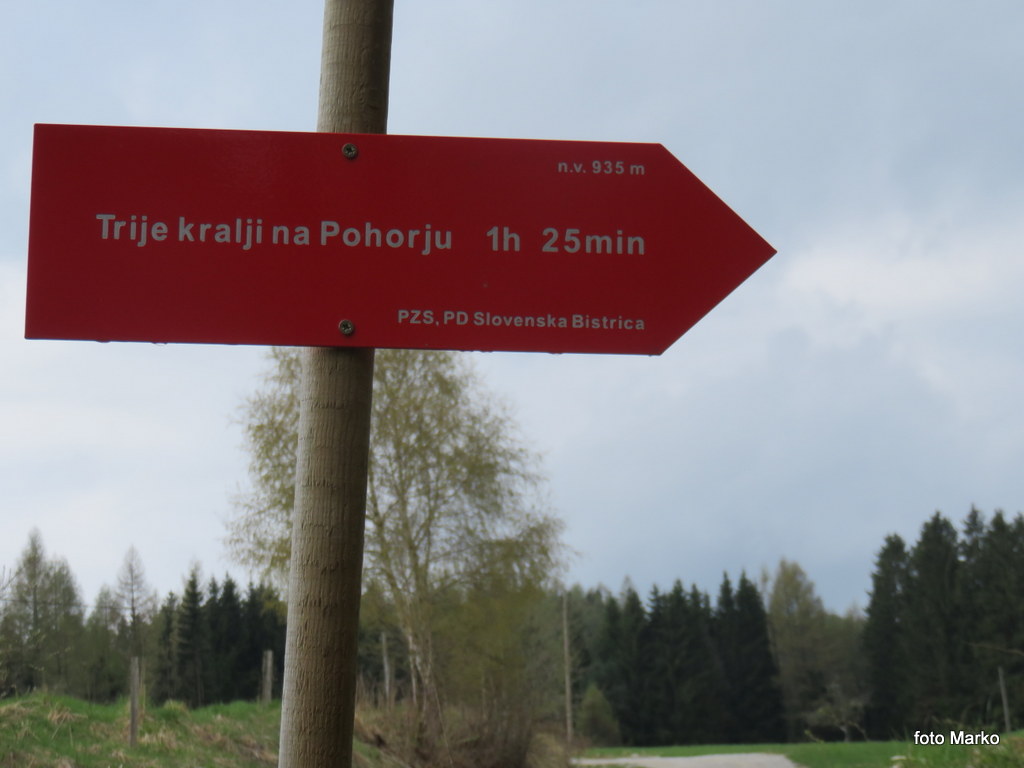 n.v. 935 m
Trije kralji na Pohorju 1h 25min
PZS, PD Slovenska Bistrica
foto Marko